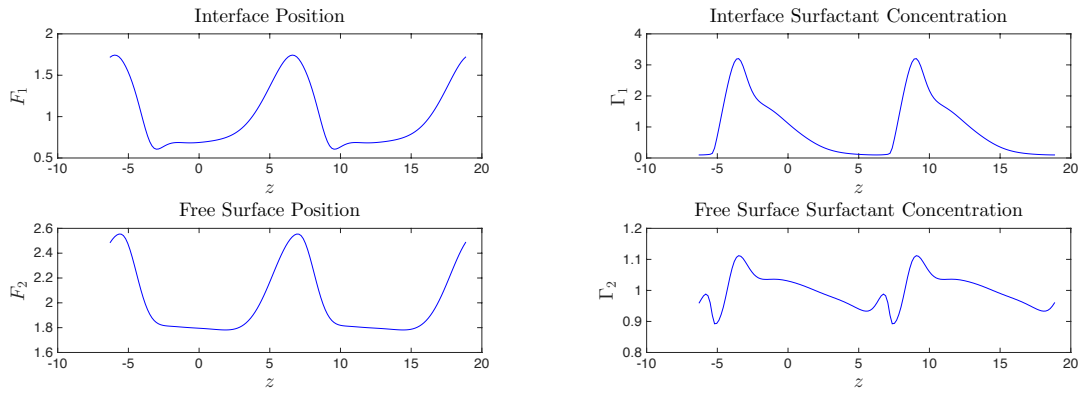 Interface Position
2
1.5
1
0.5
F₁
-10 -5 0 5 10 15 20
z
Interface Surfactant Concentration
4
3
2
1
0
Γ₁
-10 -5 0 5 10 15 20
z
Free Surface Position
2.6
2.4
2.2
2
1.8
1.6
F₂
-10 -5 0 5 10 15 20
z
Free Surface Surfactant Concentration
1.2
1.1
1
0.9
0.8
Γ₂
-10 -5 0 5 10 15 20
z